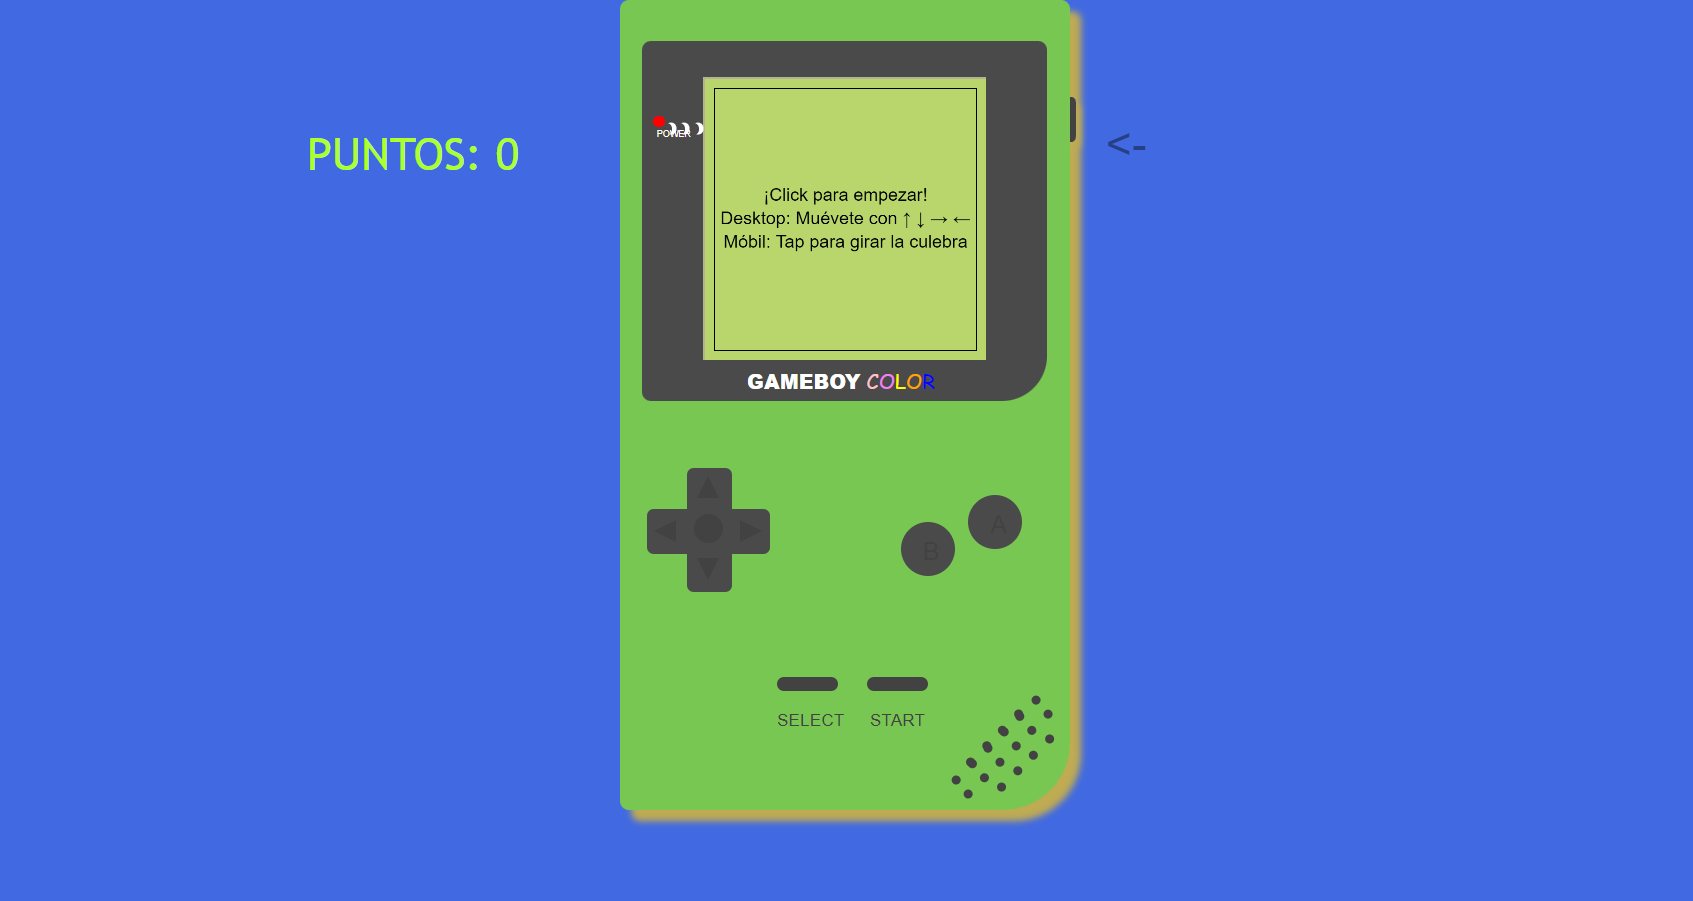 PUNTOS: 0
<-
POWER
¡Click para empezar!
Desktop: Muévete con ↑ ↓ → ←
Móbil: Tap para girar la culebra
GAMEBOY COLOR
A
B
SELECT START